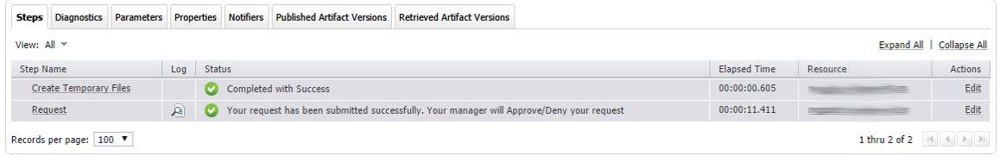 Steps Diagnostics Parameters Properties Notifiers Published Artifact Versions Retrieved Artifact Versions
View: All Expand All | Collapse All
Step Name Log Status Elapsed Time Resource Actions
Create Temporary Files Completed with Success 00:00:00.605 Edit
Request Your request has been submitted successfully. Your manager will Approve/Deny your request 00:00:11.411 Edit
Records per page: 100 1 thru 2 of 2